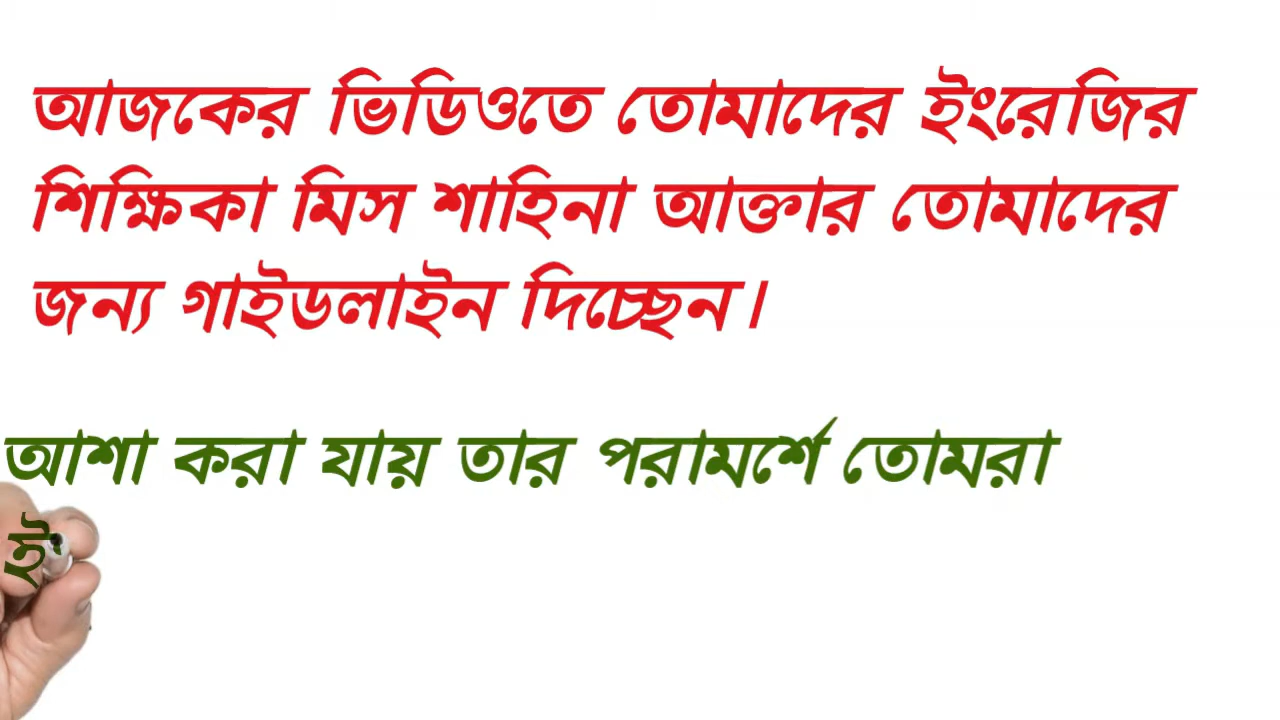 আজকের ভিডিওতে তোমাদের ইংরেজির
শিক্ষিকা মিস শাহিনা আক্তার তোমাদের
জন্য গাইডলাইন দিচ্ছেন।
আশা করা যায় তার পরামর্শে তোমরা